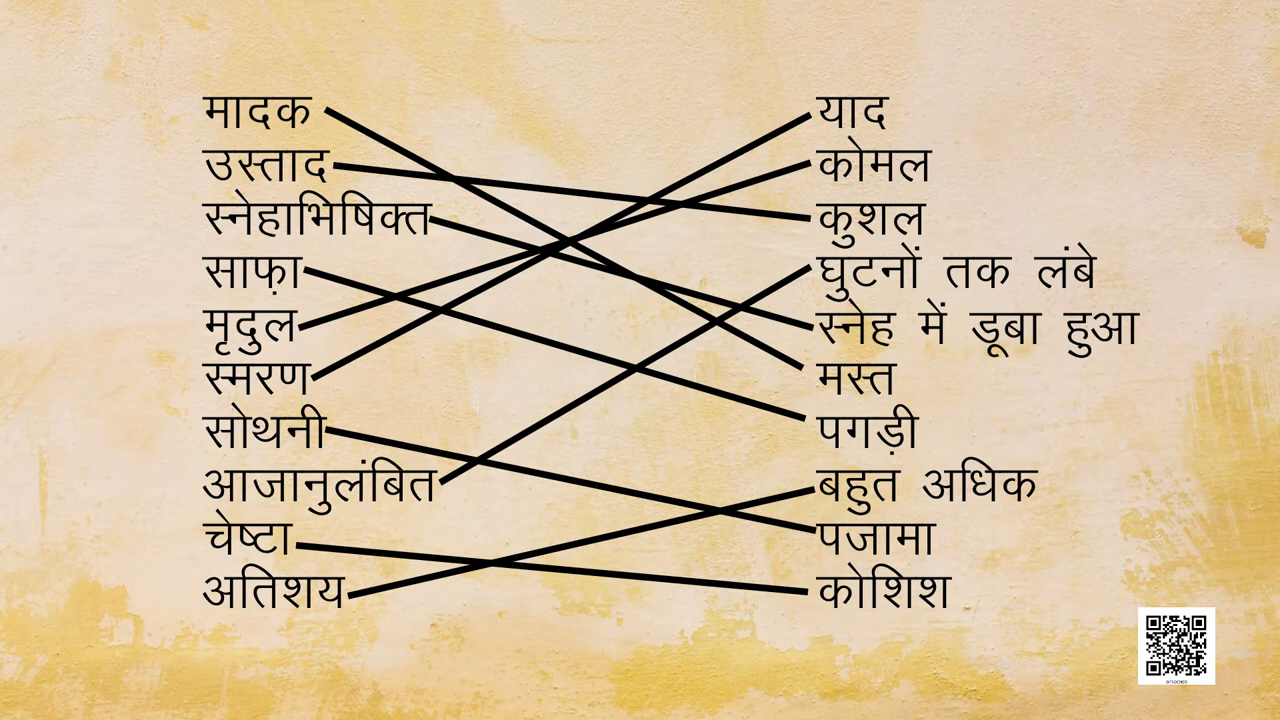 मादक याद
उस्ताद कोमल
स्नेहाभिषिक्त कुशल
साफ़ा घुटनों तक लंबे
मृदुल स्नेह में डूबा हुआ
स्मरण मस्त
सोथनी पगड़ी
आजानुलंबित बहुत अधिक
चेष्टा पजामा
अतिशय कोशिश